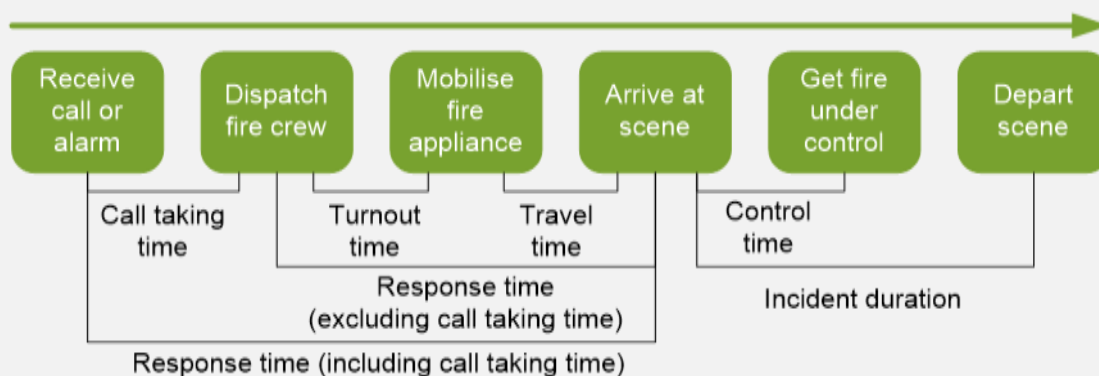 Receive
call or
alarm
Dispatch
fire crew
Mobilise
fire
appliance
Arrive at
scene
Get fire
under
control
Depart
scene
Call taking
time
Turnout
time
Travel
time
Control
time
Response time
(excluding call taking time)
Incident duration
Response time (including call taking time)